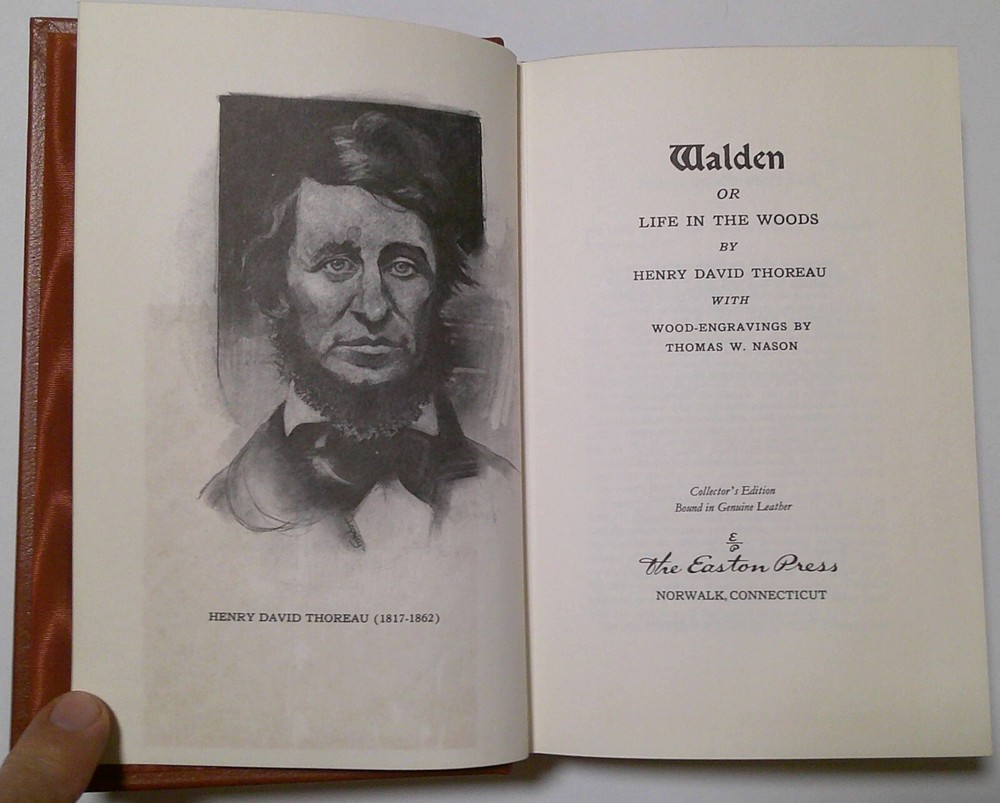 HENRY DAVID THOREAU (1817-1862)
Walden
OR
LIFE IN THE WOODS
BY
HENRY DAVID THOREAU
WITH
WOOD-ENGRAVINGS BY
THOMAS W. NASON
Collector's Edition
Bound in Genuine Leather
E
P
The Easton Press
NORWALK, CONNECTICUT